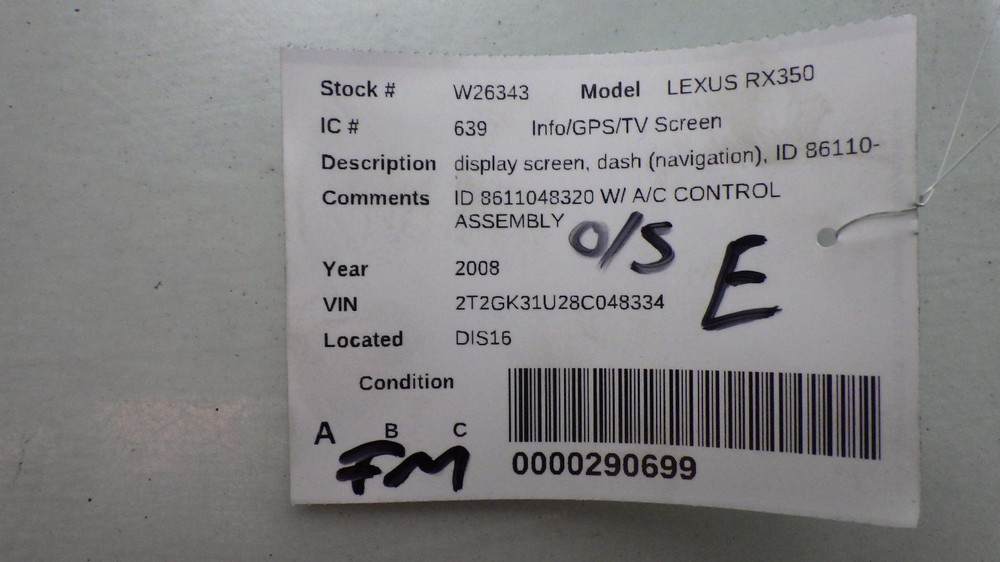 Stock # W26343 Model LEXUS RX350
IC # 639 Info/GPS/TV Screen
Description display screen, dash (navigation), ID 86110-
Comments ID 8611048320 W/ A/C CONTROL
ASSEMBLY
O/S
E
Year 2008
VIN 2T2GK31U28C048334
Located DIS16
Condition
A B C
FM
0000290699